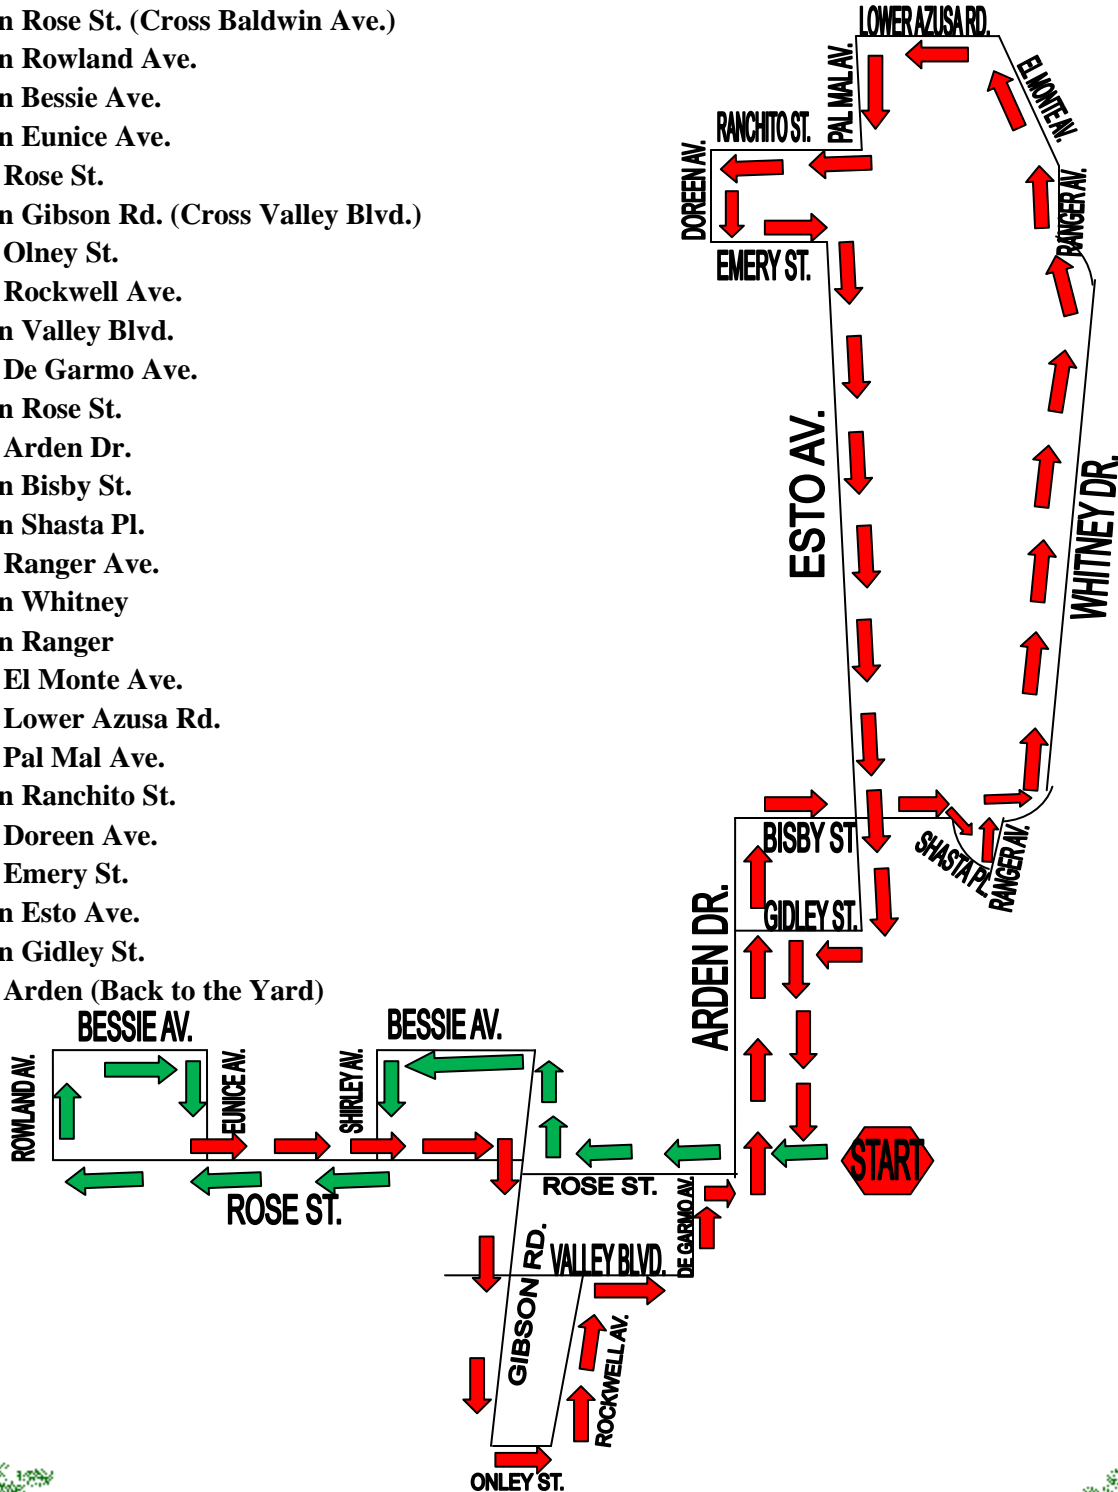 n Rose St. (Cross Baldwin Ave.)
n Rowland Ave.
n Bessie Ave.
n Eunice Ave.
Rose St.
n Gibson Rd. (Cross Valley Blvd.)
Olney St.
Rockwell Ave.
n Valley Blvd.
De Garmo Ave.
n Rose St.
Arden Dr.
n Bisby St.
n Shasta Pl.
Ranger Ave.
n Whitney
n Ranger
El Monte Ave.
Lower Azusa Rd.
Pal Mal Ave.
n Ranchito St.
Doreen Ave.
Emery St.
n Esto Ave.
n Gidley St.
Arden (Back to the Yard)
LOWER AZUSA RD.
PAL MAL AV.
EL MONTE AV.
RANCHITO ST.
DOREEN AV.
RANGER AV.
EMERY ST.
ESTO AV.
WHITNEY DR.
BISBY ST
SHASTA PL.
RANGER AV.
GIDLEY ST.
ARDEN DR.
BESSIE AV.
BESSIE AV.
ROWLAND AV.
EUNICE AV.
SHIRLEY AV.
START
ROSE ST.
ROSE ST.
DE GARMO AV.
GIBSON RD.
VALLEY BLVD.
ROCKWELL AV.
ONLEY ST.